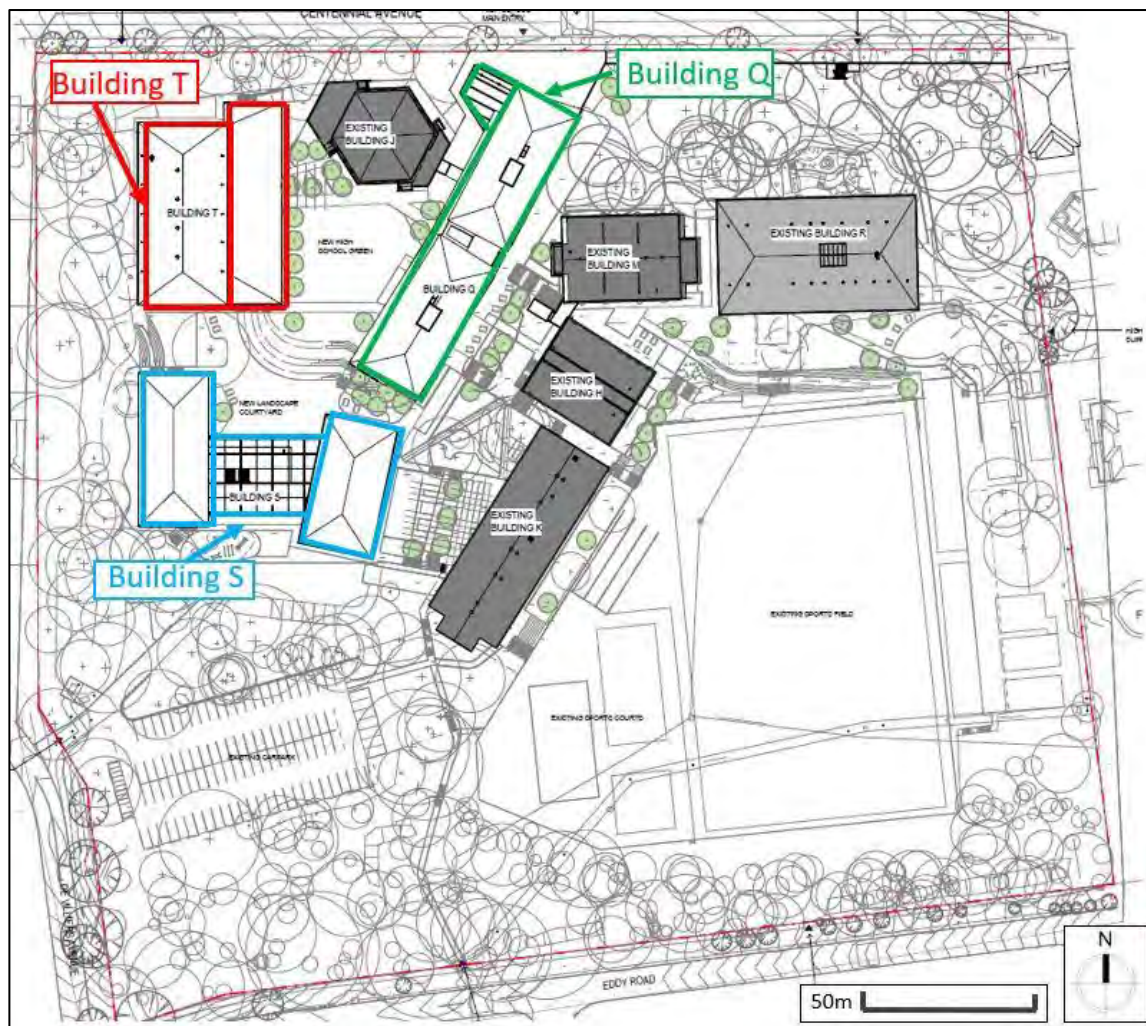 CENTENNIAL AVENUE
MAIN ENTRY
Building T
Building Q
EXISTING
BUILDING J
BUILDING T
NEW HIGH
SCHOOL GREEN
EXISTING
BUILDING M
EXISTING BUILDING R
BUILDING Q
HIGH
EXISTING
BUILDING H
NEW LANDSCAPE
COURTYARD
BUILDING S
EXISTING
BUILDING K
Building S
EXISTING SPORTS FIELD
EXISTING SPORTS COURTS
EXISTING CARPARK
F
EDDY ROAD
50m
N